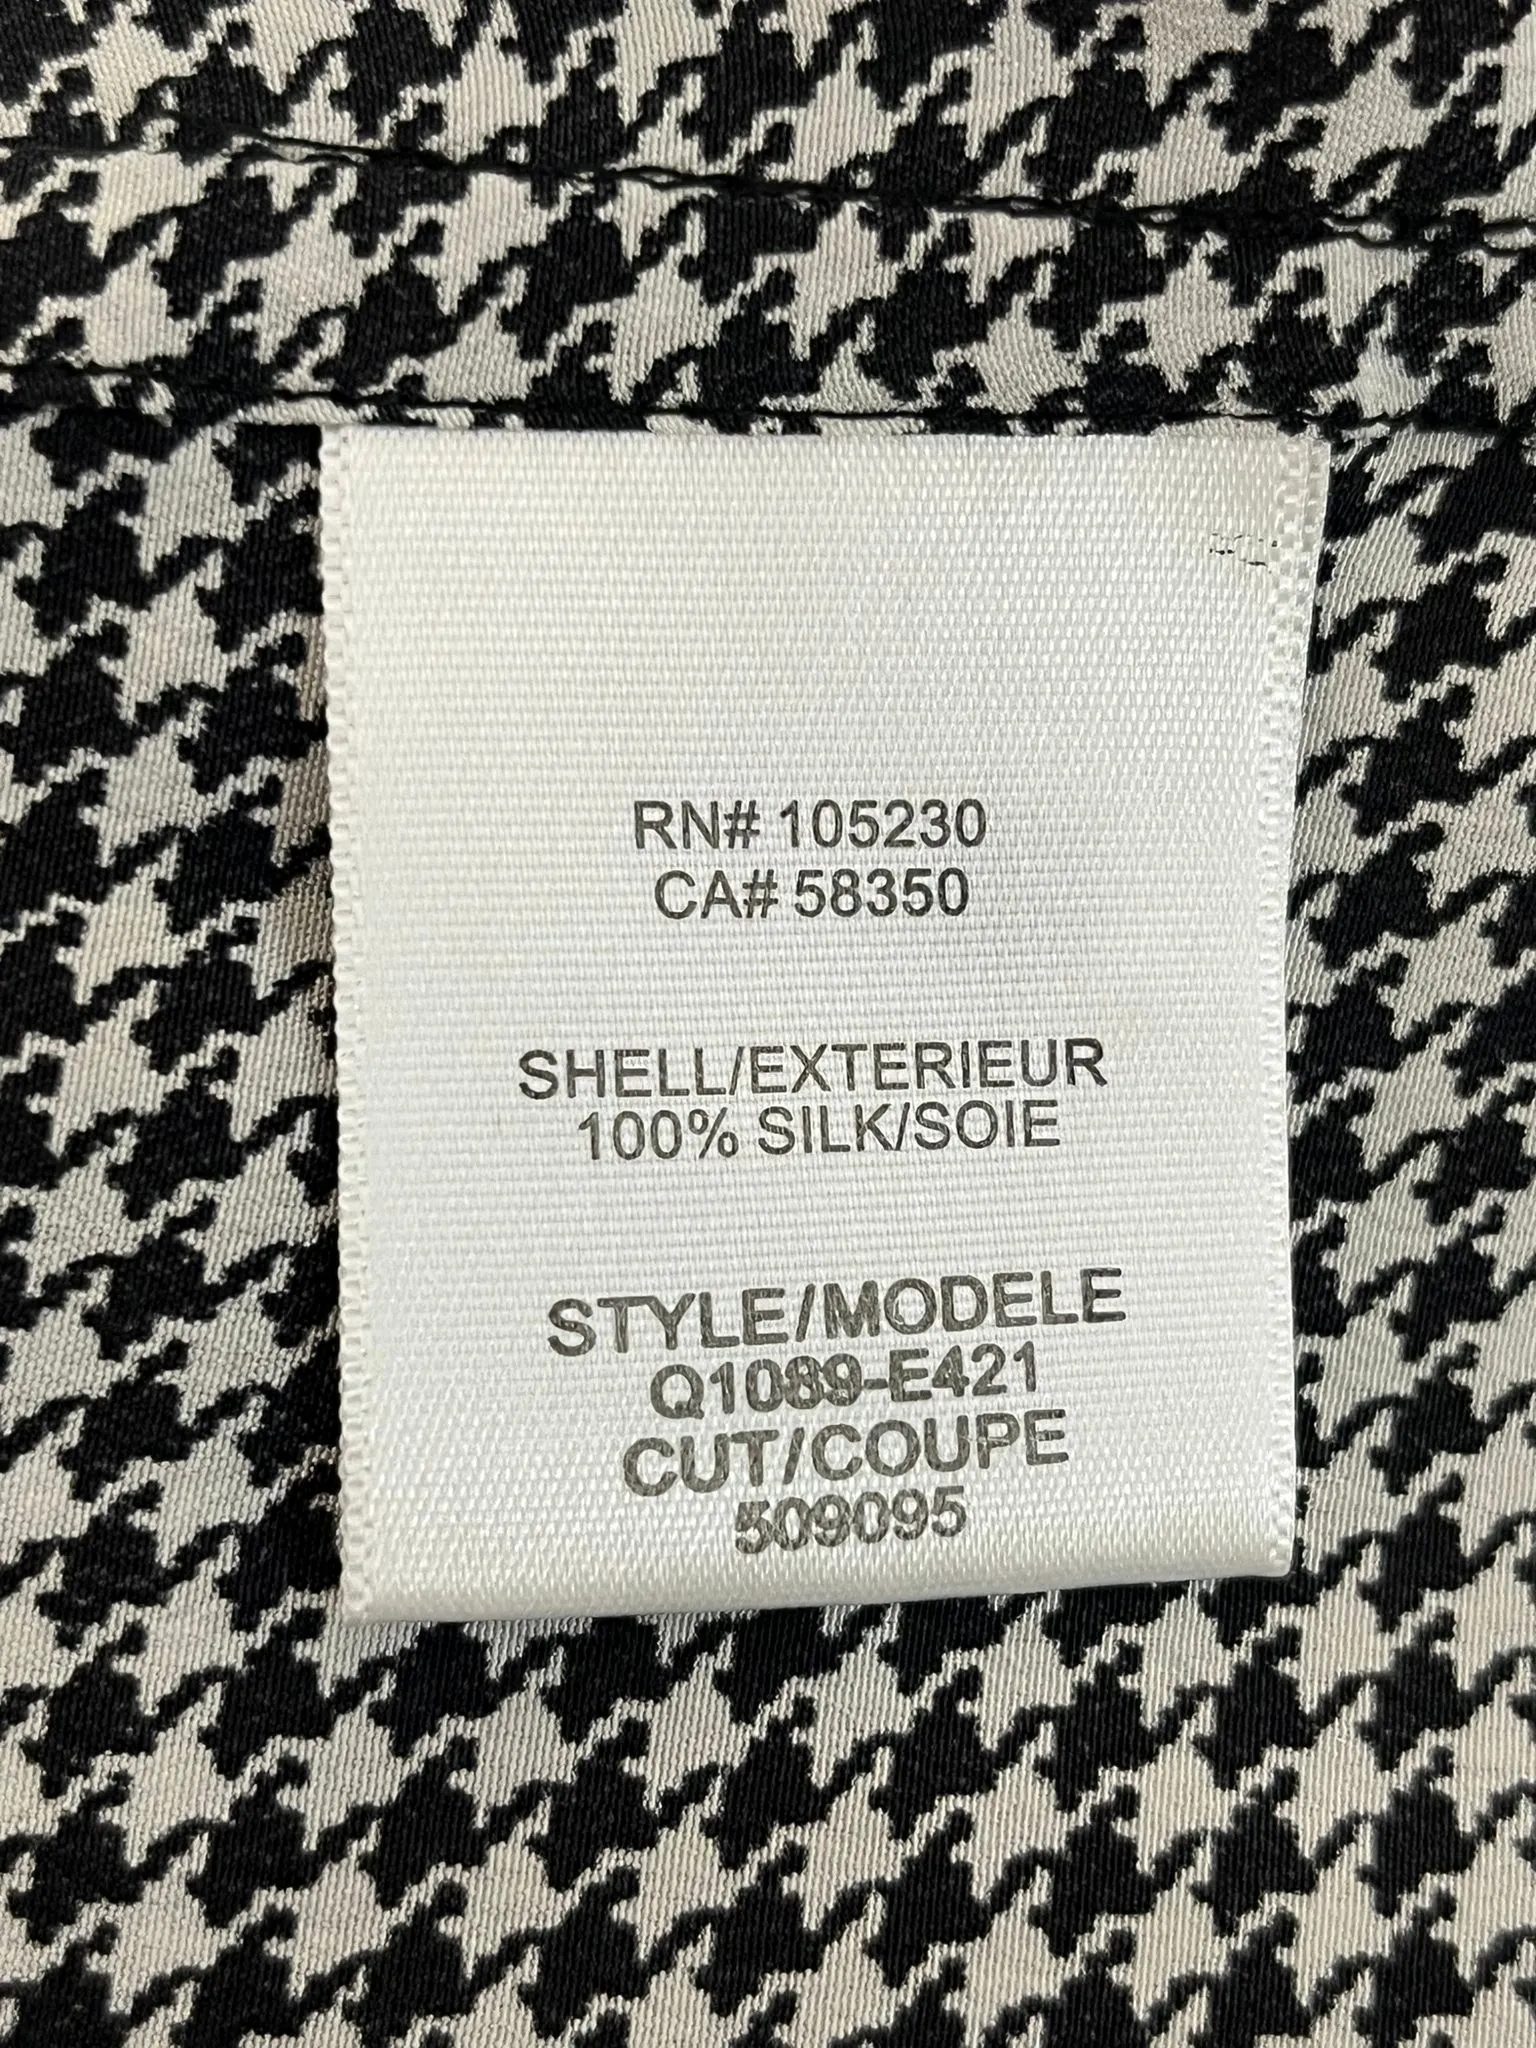 RN# 105230
CA# 58350
SHELL/EXTERIEUR
100% SILK/SOIE
STYLE/MODELE
Q1089-E421
CUT/COUPE
509095